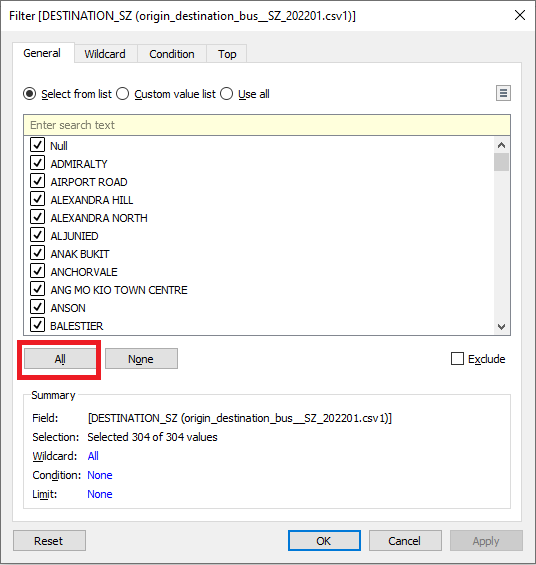 Filter [DESTINATION_SZ (origin_destination_bus__SZ_202201.csv1)]
General Wildcard Condition Top
Select from list Custom value list Use all
Enter search text
Null
ADMIRALTY
AIRPORT ROAD
ALEXANDRA HILL
ALEXANDRA NORTH
ALJUNIED
ANAK BUKIT
ANCHORVALE
ANG MO KIO TOWN CENTRE
ANSON
BALESTIER
All None Exclude
Summary
Field: [DESTINATION_SZ (origin_destination_bus__SZ_202201.csv1)]
Selection: Selected 304 of 304 values
Wildcard: All
Condition: None
Limit: None
Reset OK Cancel Apply